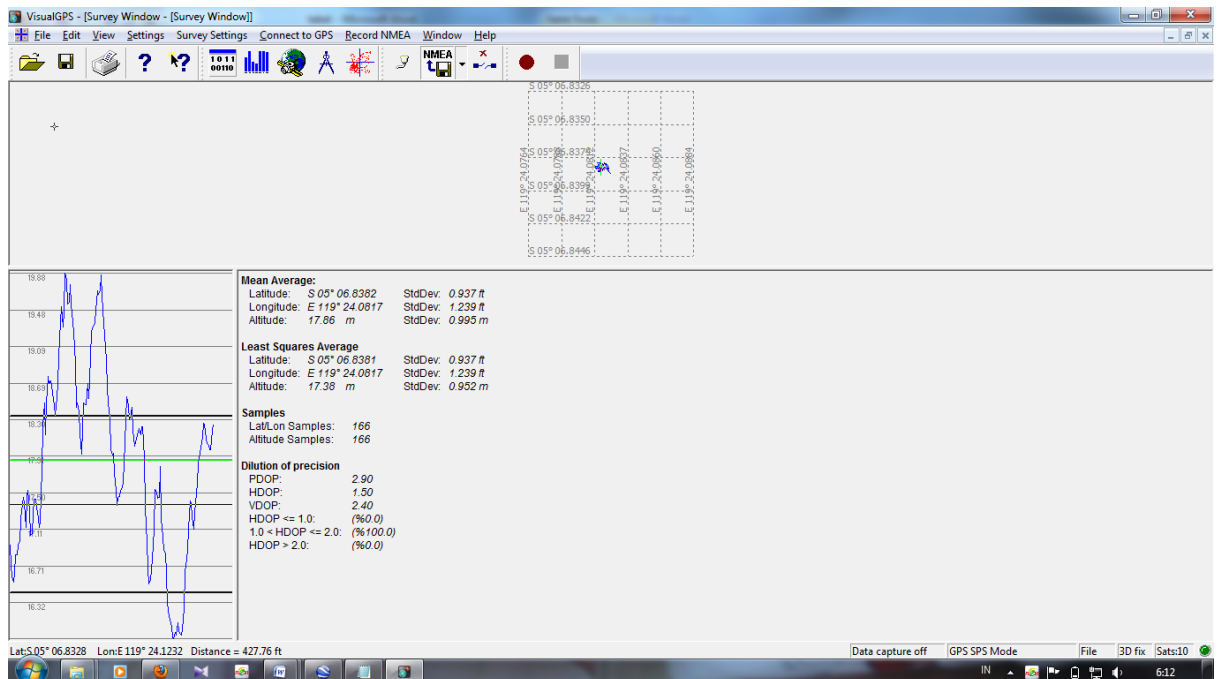 VisualGPS - [Survey Window - [Survey Window]]
File Edit View Settings Survey Settings Connect to GPS Record NMEA Window Help
1011
00110
NMEA
S 05° 06.8326
S 05° 06.8350
S 05° 06.8399
S 05° 06.8422
S 05° 06.8446
E 119° 24.0764
E 119° 24.0837
E 119° 24.0860
E 119° 24.0884
19.88
19.48
19.09
18.69
17.11
16.71
16.32
Mean Average:
Latitude: S 05° 06.8382 StdDev: 0.937 ft
Longitude: E 119° 24.0817 StdDev: 1.239 ft
Altitude: 17.86 m StdDev: 0.995 m
Least Squares Average
Latitude: S 05° 06.8381 StdDev: 0.937 ft
Longitude: E 119° 24.0817 StdDev: 1.239 ft
Altitude: 17.38 m StdDev: 0.952 m
Samples
Lat/Lon Samples: 166
Altitude Samples: 166
Dilution of precision
PDOP: 2.90
HDOP: 1.50
VDOP: 2.40
HDOP <= 1.0: (%0.0)
1.0 < HDOP <= 2.0: (%100.0)
HDOP > 2.0: (%0.0)
Lat:S 05° 06.8328 Lon:E 119° 24.1232 Distance = 427.76 ft
Data capture off GPS SPS Mode File 3D fix Sats:10
IN 6:12